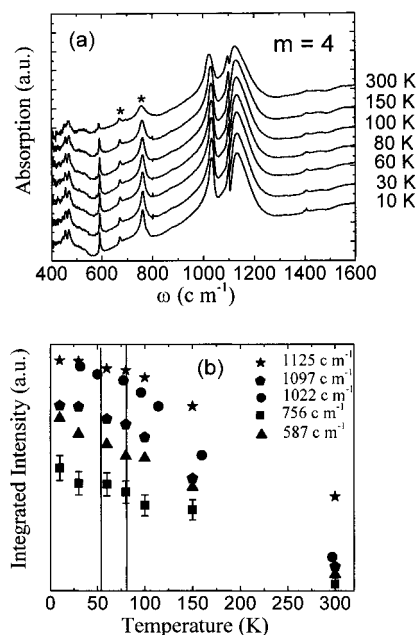 (a)
m = 4
*
*
Absorption (a.u.)
300 K
150 K
100 K
80 K
60 K
30 K
10 K
400 600 800 1000 1200 1400 1600
ω (c m⁻¹)
(b)
★ 1125 c m⁻¹
⬟ 1097 c m⁻¹
● 1022 c m⁻¹
■ 756 c m⁻¹
▲ 587 c m⁻¹
Integrated Intensity (a.u.)
0 50 100 150 200 250 300
Temperature (K)